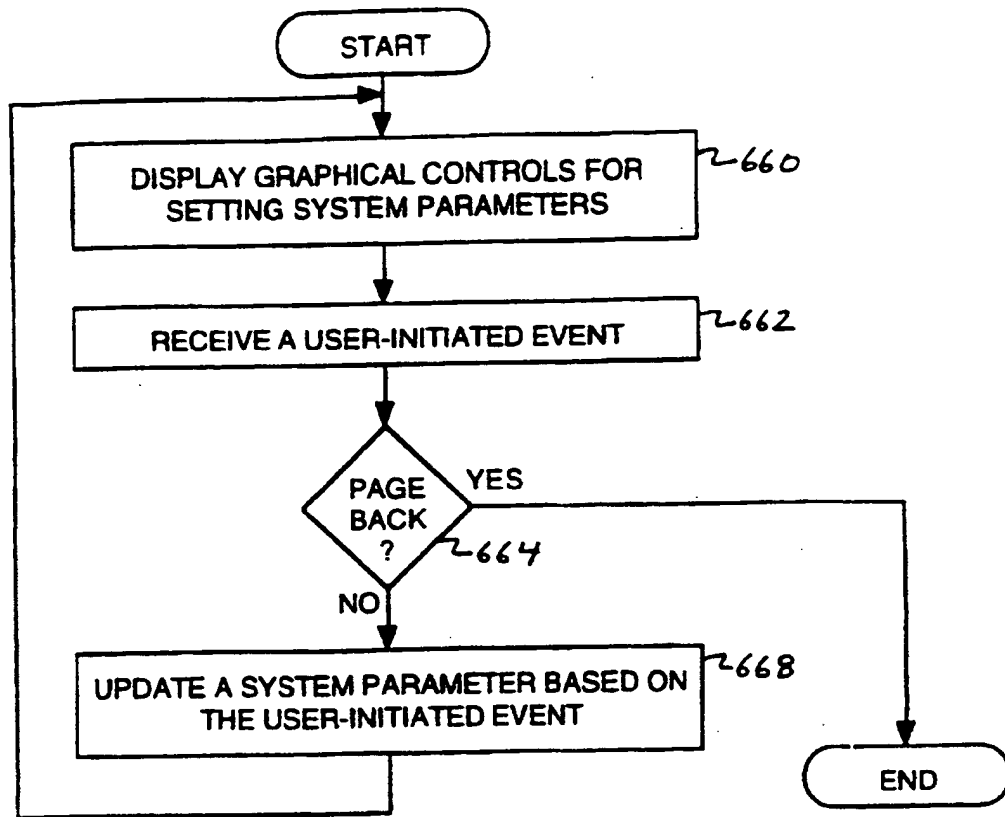 START
DISPLAY GRAPHICAL CONTROLS FOR
SETTING SYSTEM PARAMETERS
660
RECEIVE A USER-INITIATED EVENT
662
PAGE
BACK
?
YES
664
NO
UPDATE A SYSTEM PARAMETER BASED ON
THE USER-INITIATED EVENT
668
END